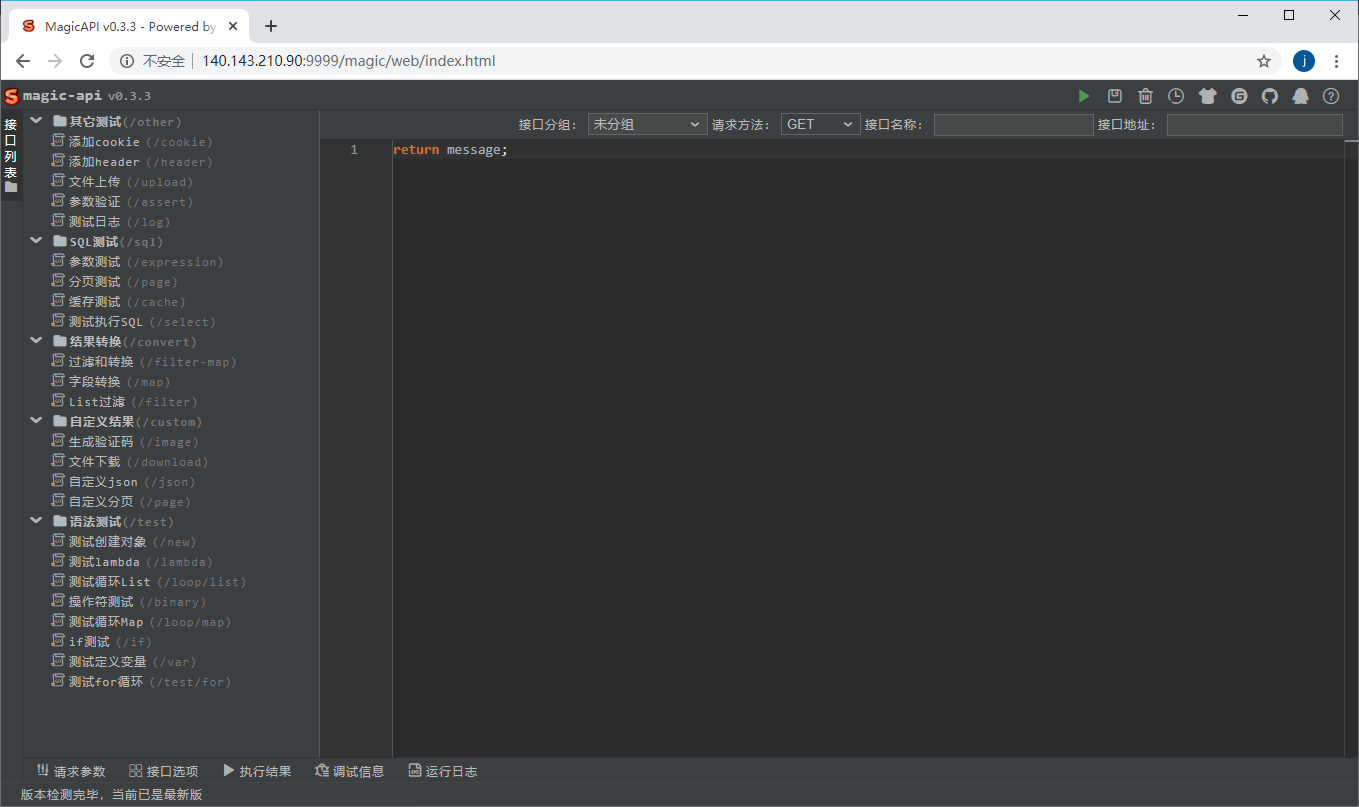 MagicAPI v0.3.3 - Powered by
不安全 140.143.210.90:9999/magic/web/index.html
j
magic-api v0.3.3
接口列表
接口分组： 未分组 请求方法： GET 接口名称： 接口地址：
1 return message;
其它测试(/other)
添加cookie (/cookie)
添加header (/header)
文件上传 (/upload)
参数验证 (/assert)
测试日志 (/log)
SQL测试(/sql)
参数测试 (/expression)
分页测试 (/page)
缓存测试 (/cache)
测试执行SQL (/select)
结果转换(/convert)
过滤和转换 (/filter-map)
字段转换 (/map)
List过滤 (/filter)
自定义结果(/custom)
生成验证码 (/image)
文件下载 (/download)
自定义json (/json)
自定义分页 (/page)
语法测试(/test)
测试创建对象 (/new)
测试lambda (/lambda)
测试循环List (/loop/list)
操作符测试 (/binary)
测试循环Map (/loop/map)
if测试 (/if)
测试定义变量 (/var)
测试for循环 (/test/for)
请求参数 接口选项 执行结果 调试信息 运行日志
版本检测完毕，当前已是最新版